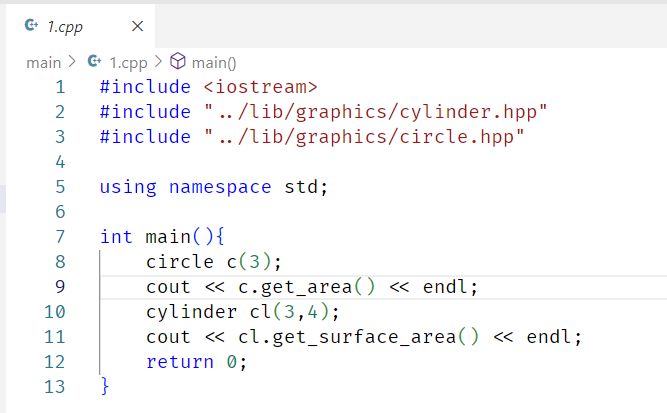 1.cpp ×
main > 1.cpp > main()
1 #include <iostream>
2 #include "../lib/graphics/cylinder.hpp"
3 #include "../lib/graphics/circle.hpp"
4
5 using namespace std;
6
7 int main(){
8 circle c(3);
9 cout << c.get_area() << endl;
10 cylinder cl(3,4);
11 cout << cl.get_surface_area() << endl;
12 return 0;
13 }